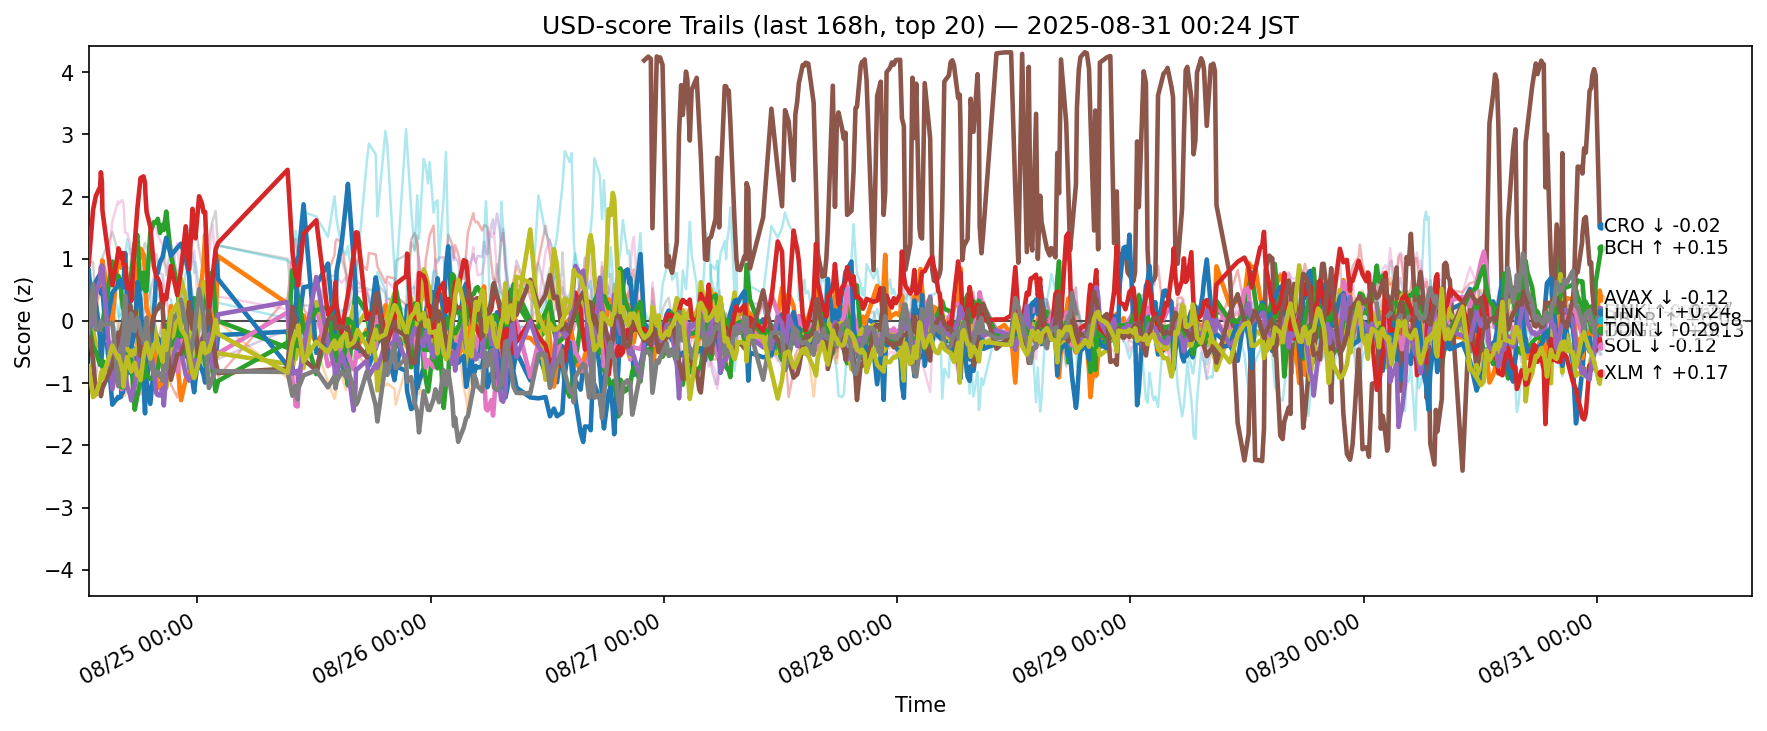 USD-score Trails (last 168h, top 20) — 2025-08-31 00:24 JST
Score (z)
4
3
2
1
0
−1
−2
−3
−4
CRO ↓ -0.02
BCH ↑ +0.15
AVAX ↓ -0.12
LINK ↑ +0.24
TON ↓ -0.29
SOL ↓ -0.12
XLM ↑ +0.17
08/25 00:00
08/26 00:00
08/27 00:00
08/28 00:00
08/29 00:00
08/30 00:00
08/31 00:00
Time